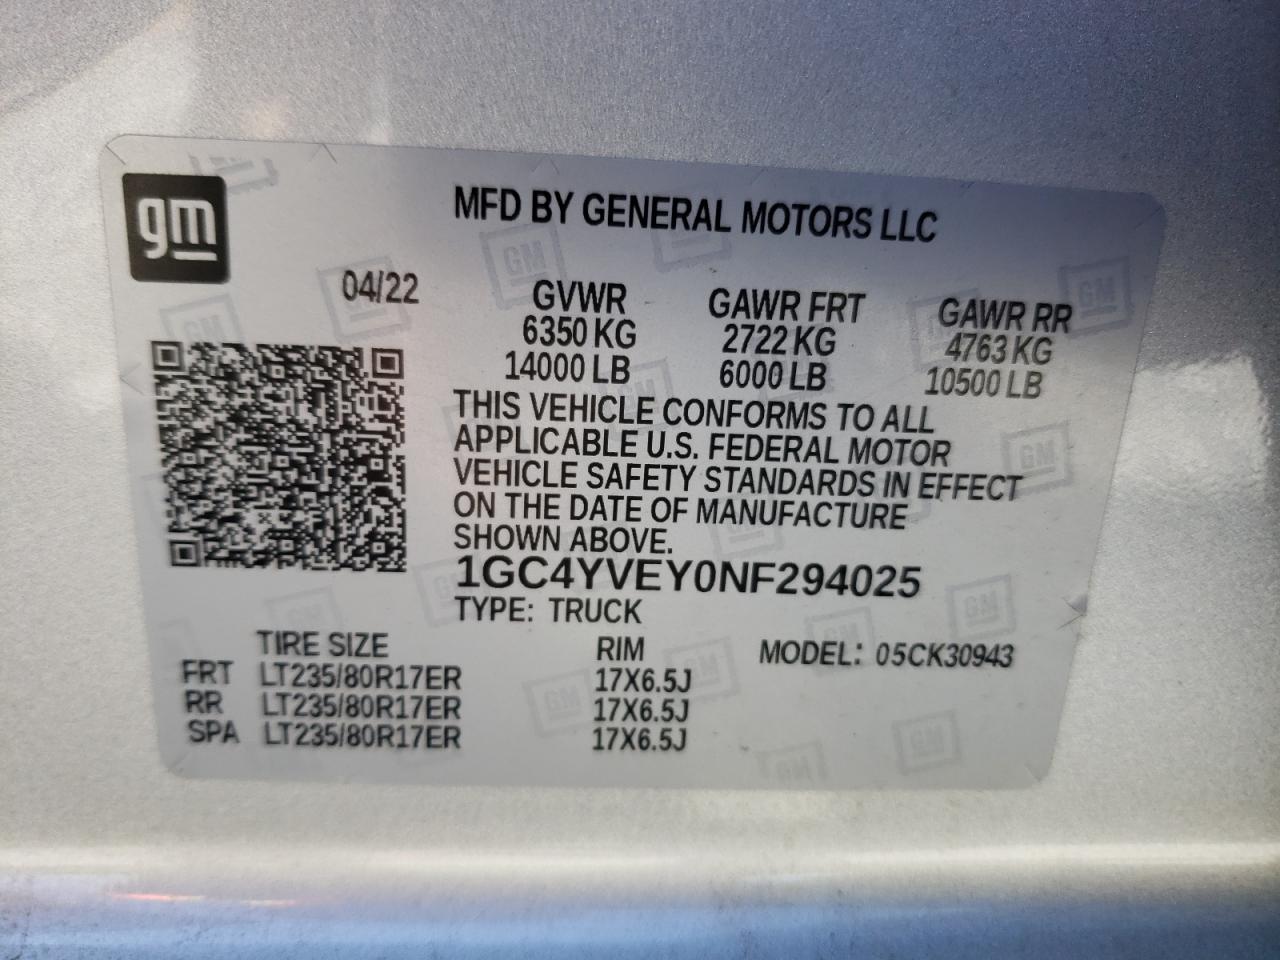 gm
MFD BY GENERAL MOTORS LLC
04/22
GVWR GAWR FRT GAWR RR
6350 KG 2722 KG 4763 KG
14000 LB 6000 LB 10500 LB
THIS VEHICLE CONFORMS TO ALL
APPLICABLE U.S. FEDERAL MOTOR
VEHICLE SAFETY STANDARDS IN EFFECT
ON THE DATE OF MANUFACTURE
SHOWN ABOVE.
1GC4YVEY0NF294025
TYPE: TRUCK
TIRE SIZE RIM MODEL: 05CK30943
FRT LT235/80R17ER 17X6.5J
RR LT235/80R17ER 17X6.5J
SPA LT235/80R17ER 17X6.5J